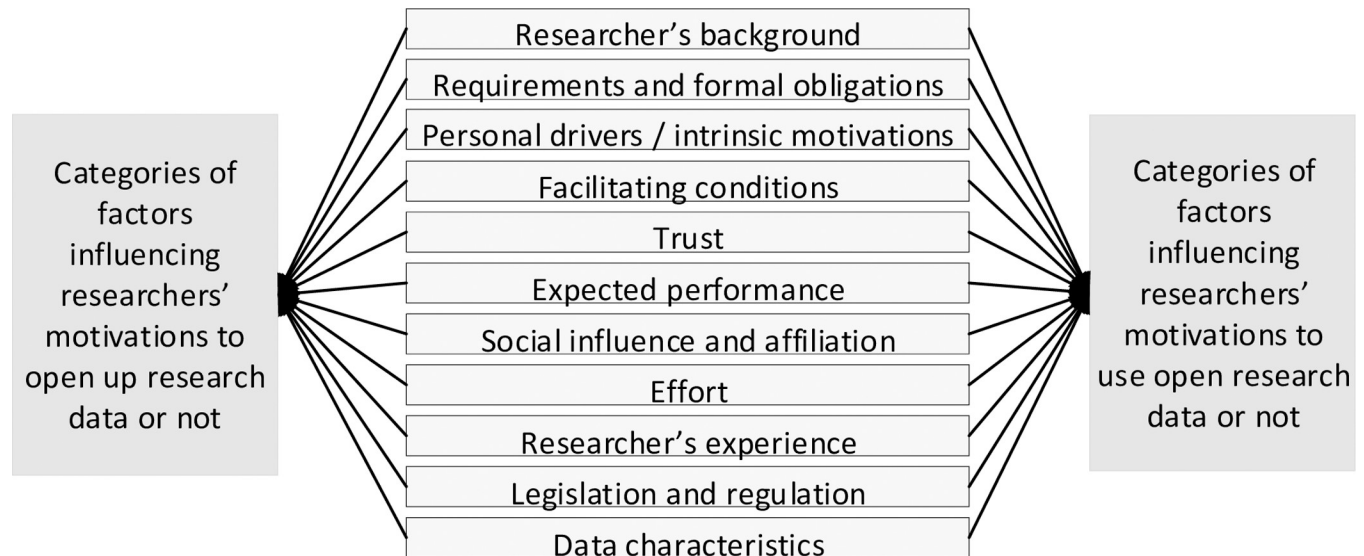 Categories of
factors
influencing
researchers’
motivations to
open up research
data or not
Researcher’s background
Requirements and formal obligations
Personal drivers / intrinsic motivations
Facilitating conditions
Trust
Expected performance
Social influence and affiliation
Effort
Researcher’s experience
Legislation and regulation
Data characteristics
Categories of
factors
influencing
researchers’
motivations to
use open research
data or not